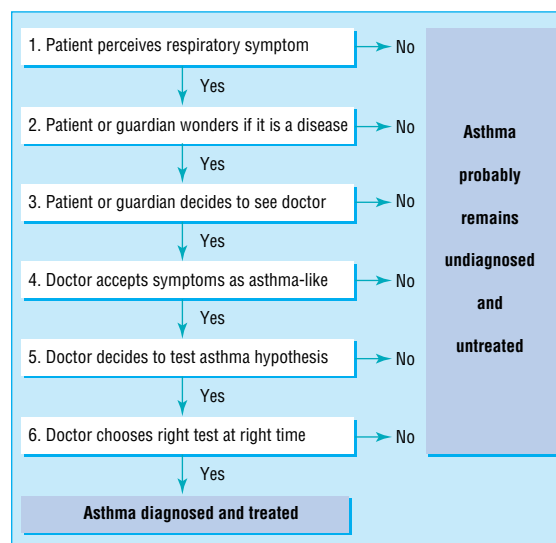 1. Patient perceives respiratory symptom
No
Yes
2. Patient or guardian wonders if it is a disease
No
Yes
3. Patient or guardian decides to see doctor
No
Yes
4. Doctor accepts symptoms as asthma-like
No
Yes
5. Doctor decides to test asthma hypothesis
No
Yes
6. Doctor chooses right test at right time
No
Yes
Asthma diagnosed and treated
Asthma
probably
remains
undiagnosed
and
untreated